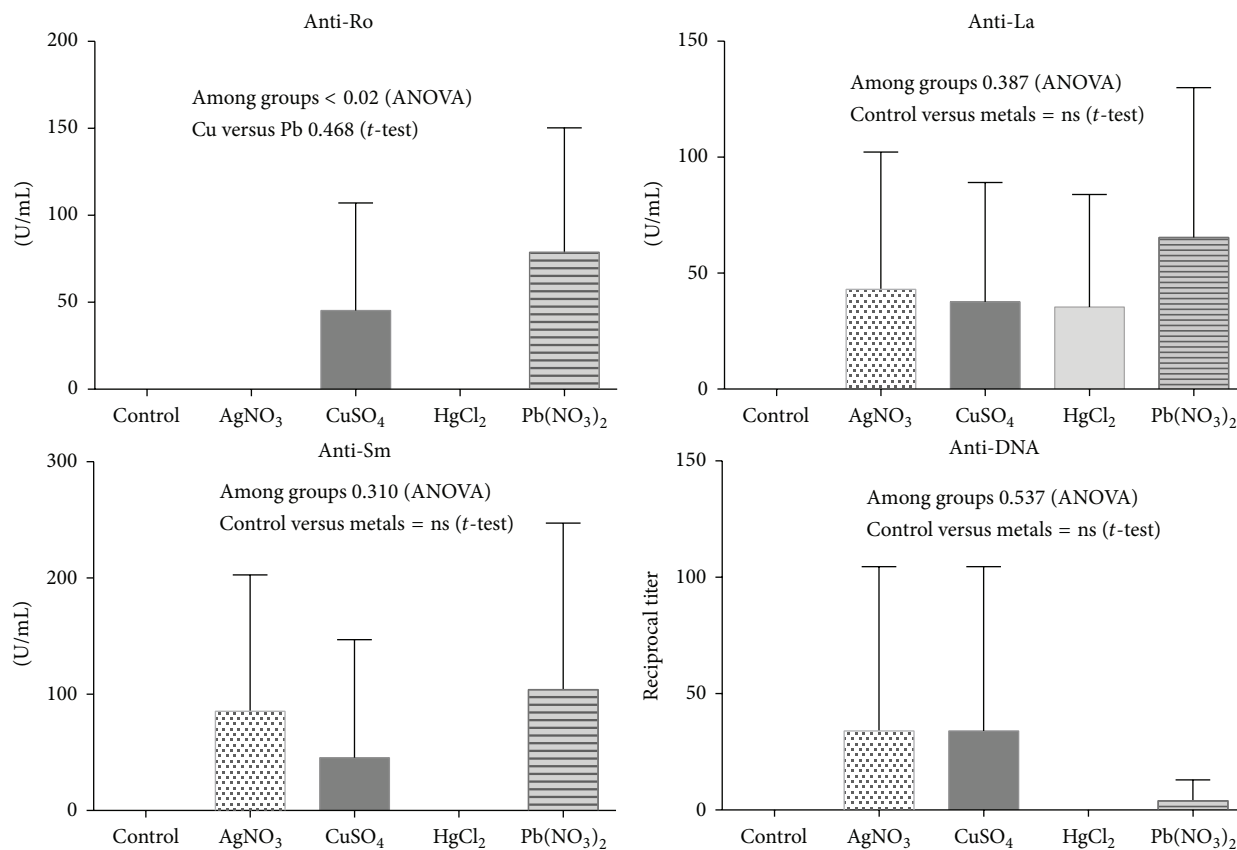 Anti-Ro
200
150
100
50
0
(U/mL)
Among groups < 0.02 (ANOVA)
Cu versus Pb 0.468 (t-test)
Control AgNO₃ CuSO₄ HgCl₂ Pb(NO₃)₂
Anti-La
150
100
50
0
(U/mL)
Among groups 0.387 (ANOVA)
Control versus metals = ns (t-test)
Control AgNO₃ CuSO₄ HgCl₂ Pb(NO₃)₂
Anti-Sm
300
200
100
0
(U/mL)
Among groups 0.310 (ANOVA)
Control versus metals = ns (t-test)
Control AgNO₃ CuSO₄ HgCl₂ Pb(NO₃)₂
Anti-DNA
150
100
50
0
Reciprocal titer
Among groups 0.537 (ANOVA)
Control versus metals = ns (t-test)
Control AgNO₃ CuSO₄ HgCl₂ Pb(NO₃)₂